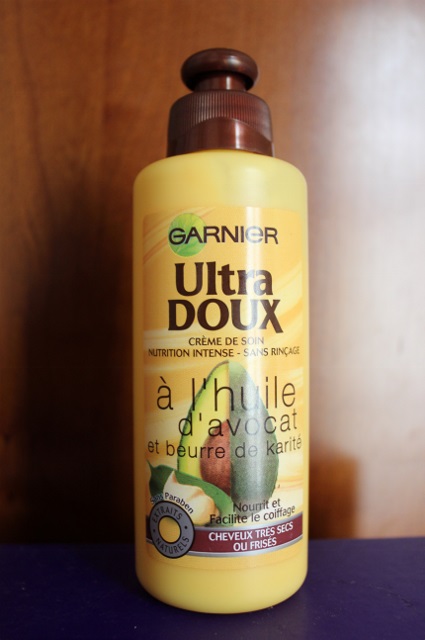 GARNIER
Ultra
DOUX
CRÈME DE SOIN
NUTRITION INTENSE - SANS RINÇAGE
à l'huile
d'avocat
et beurre de karité
Sans Paraben
EXTRAITS
NATURELS
Nourrit et
Facilite le coiffage
CHEVEUX TRÈS SECS
OU FRISÉS